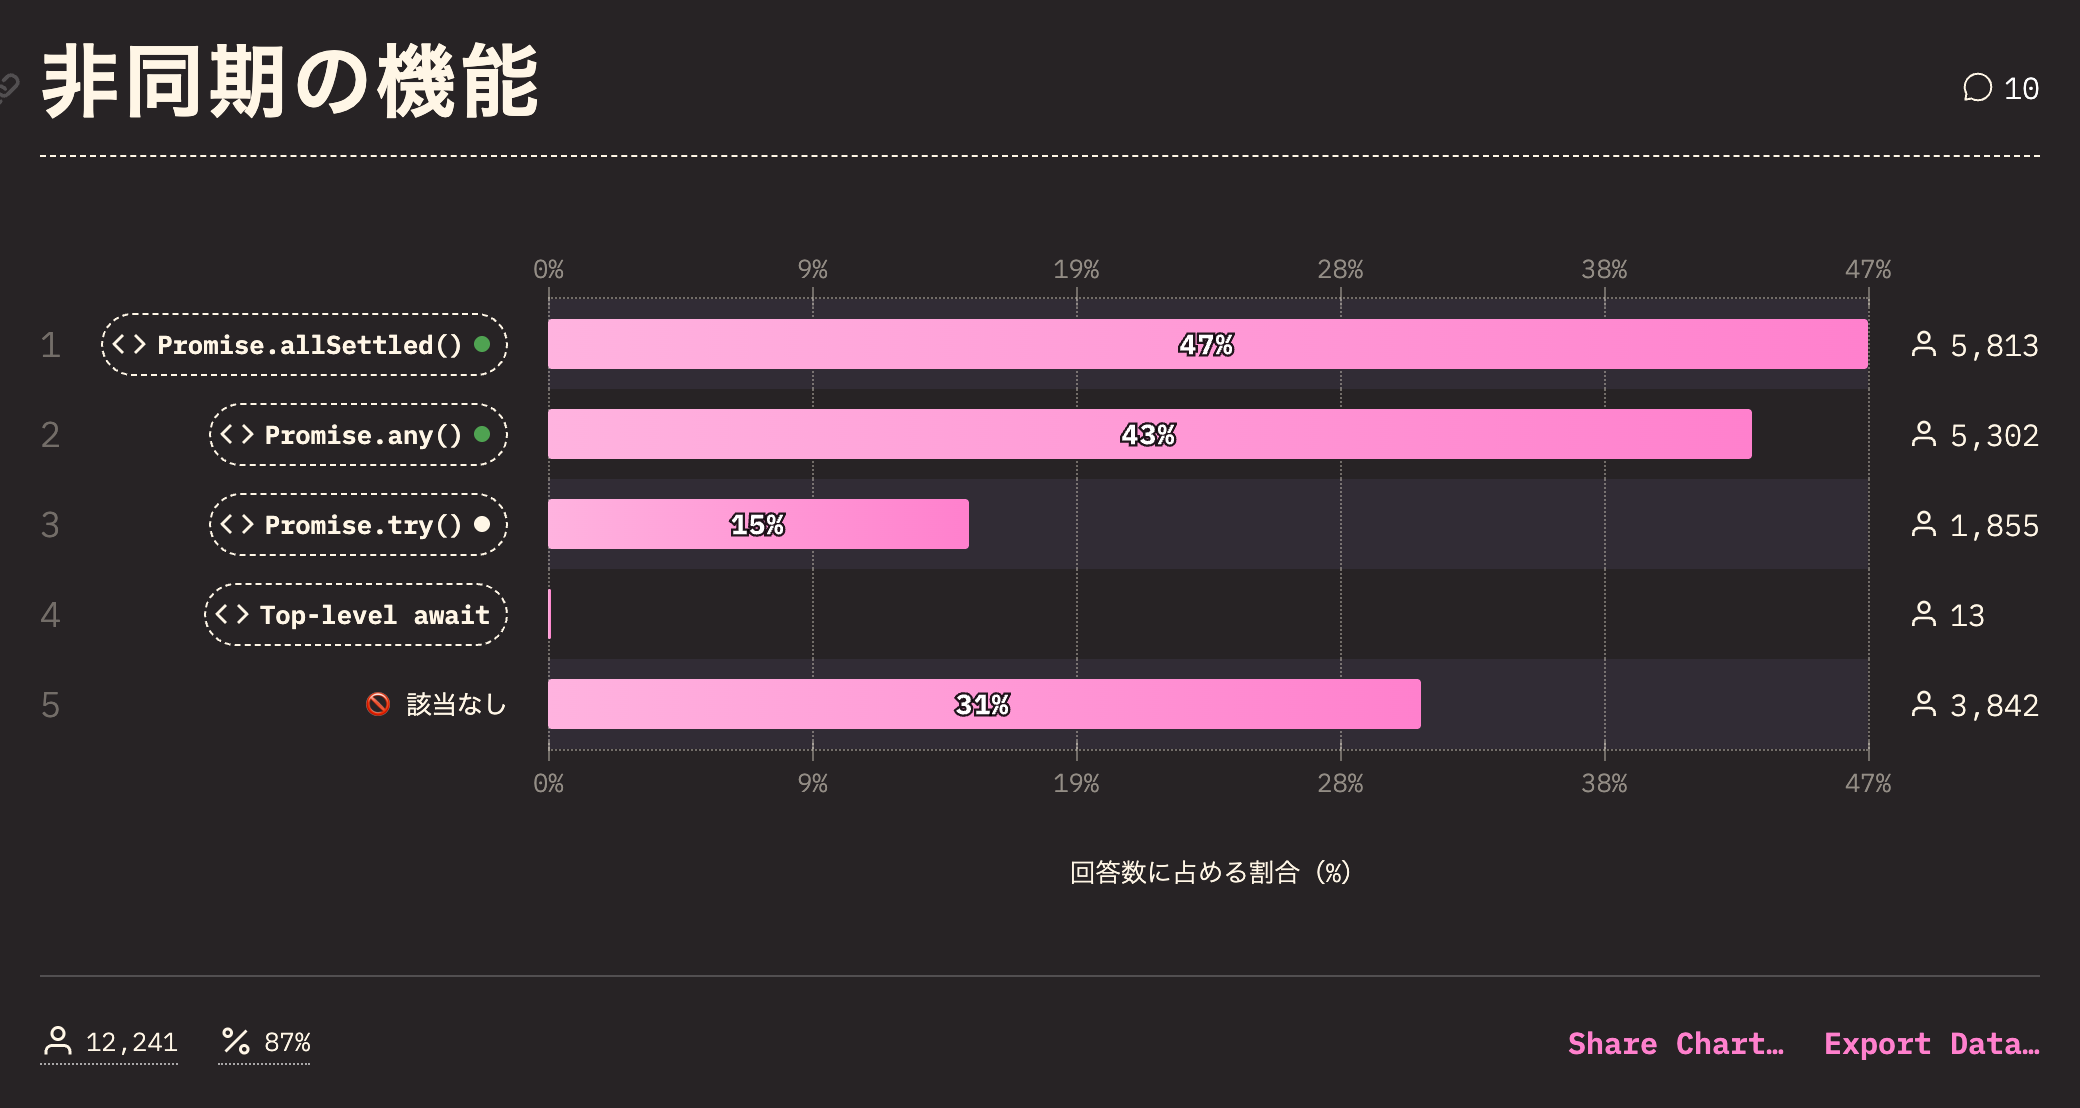 非同期の機能
10
0% 9% 19% 28% 38% 47%
1 <> Promise.allSettled() 47% 5,813
2 <> Promise.any() 43% 5,302
3 <> Promise.try() 15% 1,855
4 <> Top-level await 13
5 🚫 該当なし 31% 3,842
0% 9% 19% 28% 38% 47%
回答数に占める割合（%）
12,241 % 87% Share Chart… Export Data…